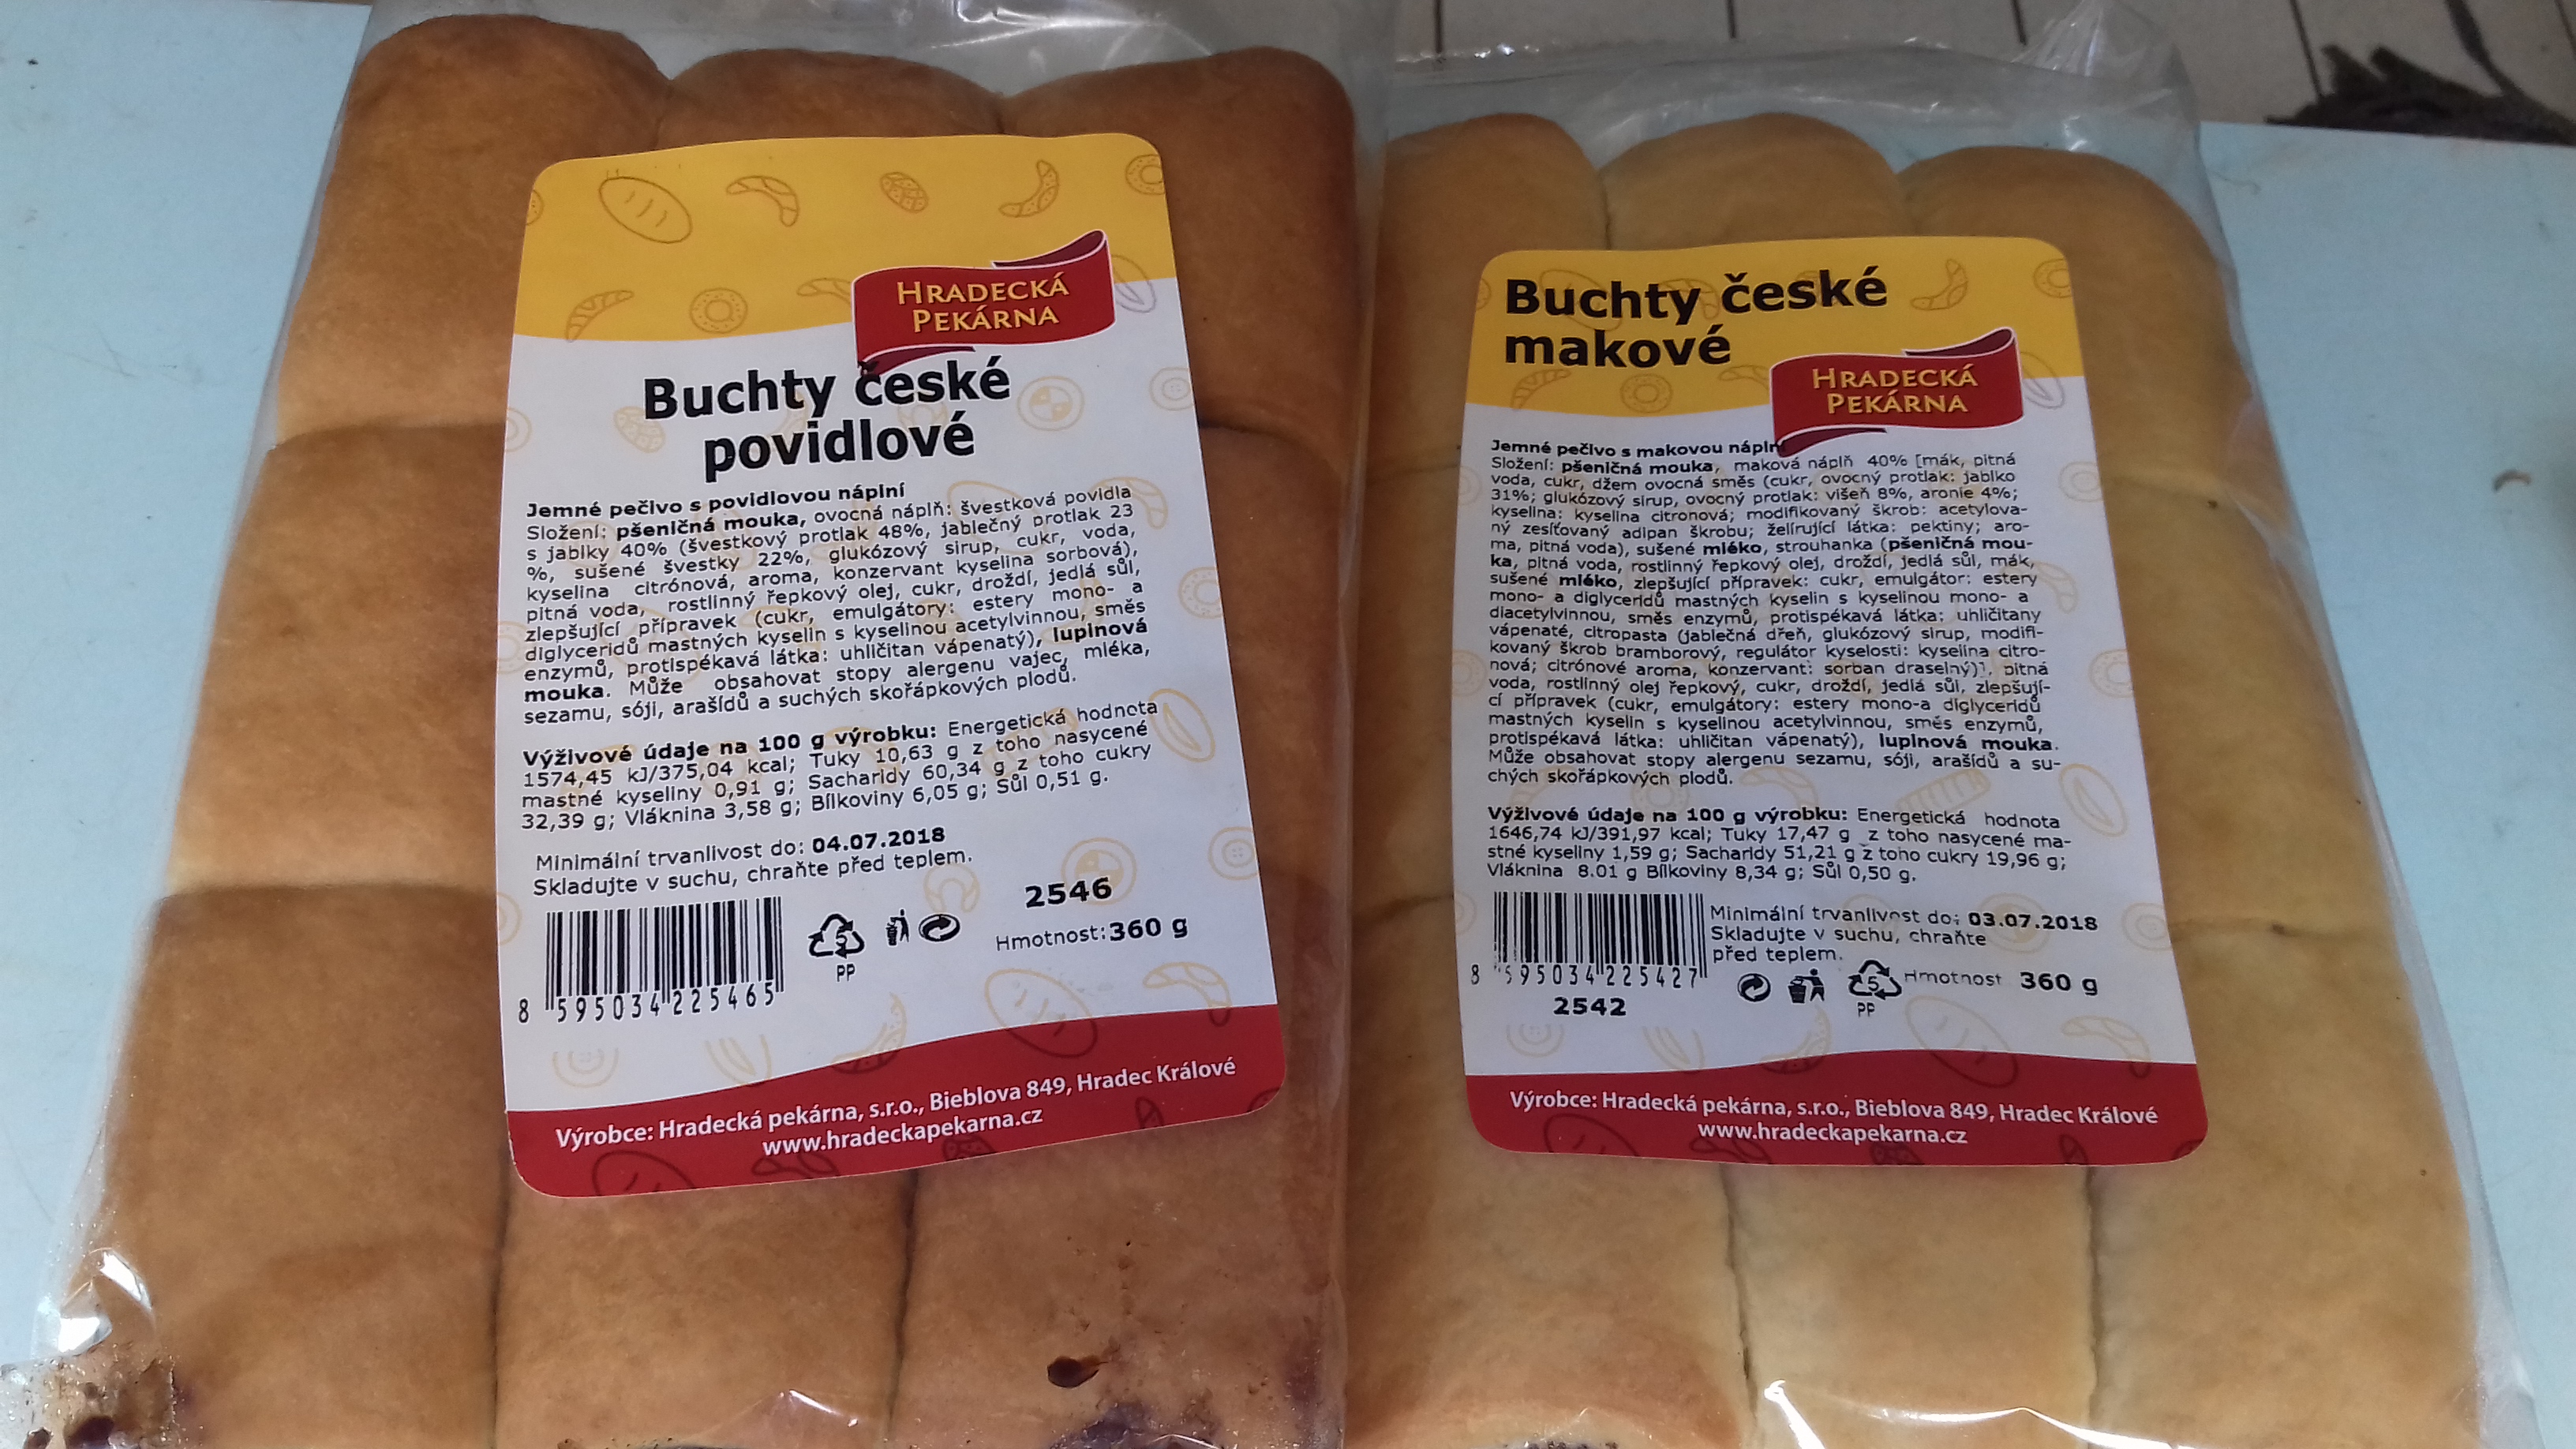 HRADECKÁ
PEKÁRNA
Buchty české
povidlové
Jemné pečivo s povidlovou náplní
Složení: pšeničná mouka, ovocná náplň: švestková povidla
s jablky 40% (švestkový protlak 48%, jablečný protlak 23
%, sušené švestky 22%, glukózový sirup, cukr, voda,
kyselina citrónová, aroma, konzervant kyselina sorbová),
pitná voda, rostlinný řepkový olej, cukr, droždí, jedlá sůl,
zlepšující přípravek (cukr, emulgátory: estery mono- a
diglyceridů mastných kyselin s kyselinou acetylvinnou, směs
enzymů, protispékavá látka: uhličitan vápenatý), lupinová
mouka. Může obsahovat stopy alergenu vajec, mléka,
sezamu, sóji, arašídů a suchých skořápkových plodů.
Výživové údaje na 100 g výrobku: Energetická hodnota
1574,45 kJ/375,04 kcal; Tuky 10,63 g z toho nasycené
mastné kyseliny 0,91 g; Sacharidy 60,34 g z toho cukry
32,39 g; Vláknina 3,58 g; Bílkoviny 6,05 g; Sůl 0,51 g.
Minimální trvanlivost do: 04.07.2018
Skladujte v suchu, chraňte před teplem.
2546
Hmotnost: 360 g
5
PP
8 595034 225465
Výrobce: Hradecká pekárna, s.r.o., Bieblova 849, Hradec Králové
www.hradeckapekarna.cz
Buchty české
makové
HRADECKÁ
PEKÁRNA
Jemné pečivo s makovou náplní
Složení: pšeničná mouka, maková náplň 40% [mák, pitná
voda, cukr, džem ovocná směs (cukr, ovocný protlak: jablko
31%; glukózový sirup, ovocný protlak: višeň 8%, aronie 4%;
kyselina: kyselina citronová; modifikovaný škrob: acetylova-
ný zesíťovaný adipan škrobu; želírující látka: pektiny; aro-
ma, pitná voda), sušené mléko, strouhanka (pšeničná mou-
ka, pitná voda, rostlinný řepkový olej, droždí, jedlá sůl, mák,
sušené mléko, zlepšující přípravek: cukr, emulgátor: estery
mono- a diglyceridů mastných kyselin s kyselinou mono- a
diacetylvinnou, směs enzymů, protispékavá látka: uhličitany
vápenaté, citropasta (jablečná dřeň, glukózový sirup, modifi-
kovaný škrob bramborový, regulátor kyselosti: kyselina citro-
nová; citrónové aroma, konzervant: sorban draselný)], pitná
voda, rostlinný olej řepkový, cukr, droždí, jedlá sůl, zlepšují-
cí přípravek (cukr, emulgátory: estery mono-a diglyceridů
mastných kyselin s kyselinou acetylvinnou, směs enzymů,
protispékavá látka: uhličitan vápenatý), lupinová mouka.
Může obsahovat stopy alergenu sezamu, sóji, arašídů a su-
chých skořápkových plodů.
Výživové údaje na 100 g výrobku: Energetická hodnota
1646,74 kJ/391,97 kcal; Tuky 17,47 g z toho nasycené ma-
stné kyseliny 1,59 g; Sacharidy 51,21 g z toho cukry 19,96 g;
Vláknina 8.01 g Bílkoviny 8,34 g; Sůl 0,50 g.
Minimální trvanlivost do: 03.07.2018
Skladujte v suchu, chraňte
před teplem.
8 595034 225427
2542
5
PP
Hmotnost 360 g
Výrobce: Hradecká pekárna, s.r.o., Bieblova 849, Hradec Králové
www.hradeckapekarna.cz